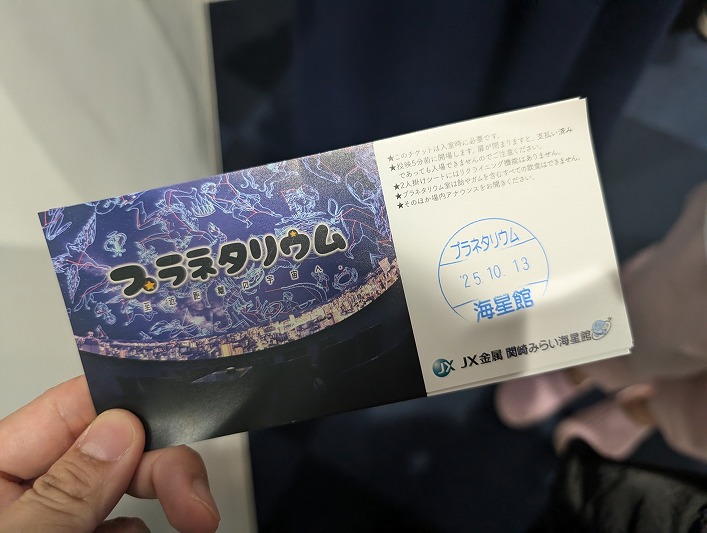 プラネタリウム
★このチケットは入室時に必要です。
★投映5分前に開場します。扉が閉まりますと、支払い済み
であっても入場できませんのでご注意ください。
★2人掛けシートにはリクライニング機能はありません。
★プラネタリウム室は飴やガムを含むすべての飲食はできません。
★そのほか場内アナウンスをお聞きください。
プラネタリウム
'25.10.13
海星館
JX JX金属 関崎みらい海星館